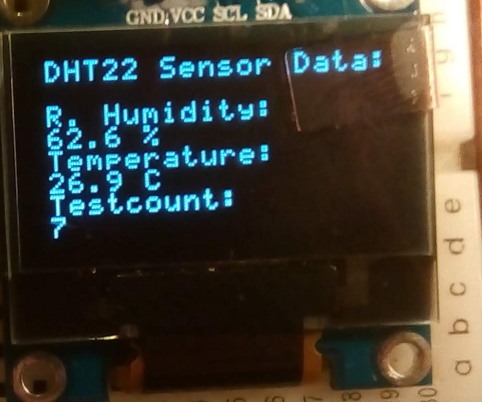 GND VCC SCL SDA
DHT22 Sensor Data:
R. Humidity:
62.6 %
Temperature:
26.9 C
Testcount:
7
e
d
c
b
a